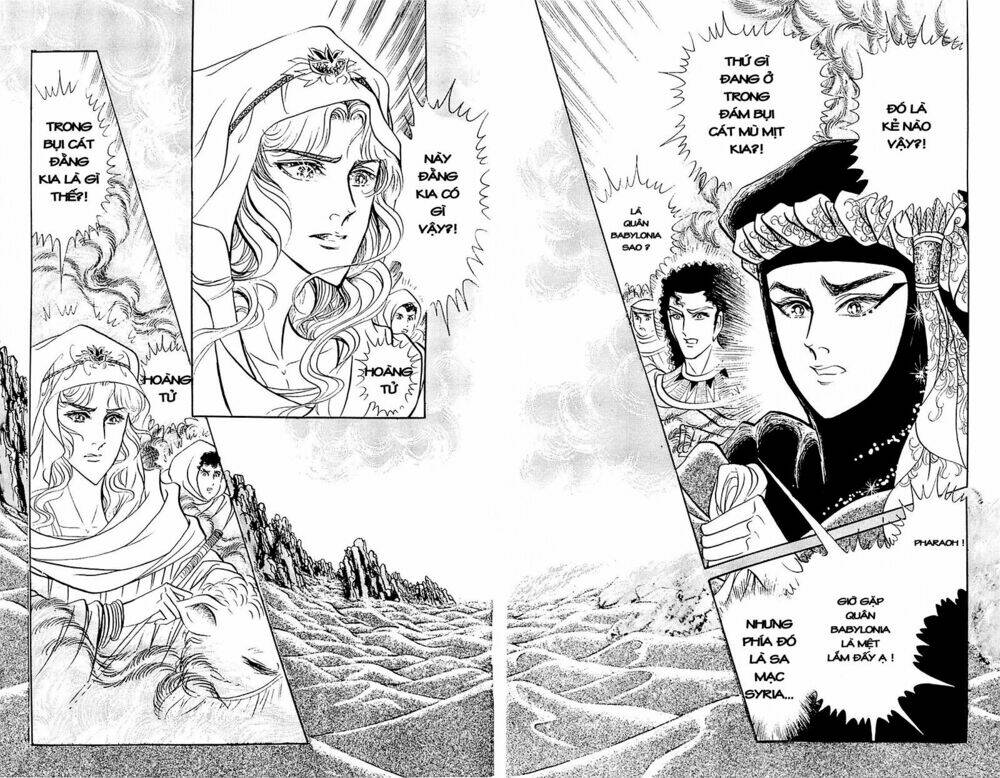 ĐÓ LÀ
KẺ NÀO
VẬY?!
THỨ GÌ
ĐANG Ở
TRONG
ĐÁM BỤI
CÁT MÙ MỊT
KIA?!
LÀ
QUÂN
BABYLONIA
SAO ?
PHARAOH !
GIỜ GẶP
QUÂN
BABYLONIA
LÀ MỆT
LẮM ĐẤY Ạ !
NHƯNG
PHÍA ĐÓ
LÀ SA
MẠC
SYRIA...
NÀY
ĐẰNG
KIA CÓ
GÌ
VẬY?!
HOÀNG
TỬ
TRONG
BỤI CÁT
ĐẰNG
KIA LÀ GÌ
THẾ?!
HOÀNG
TỬ